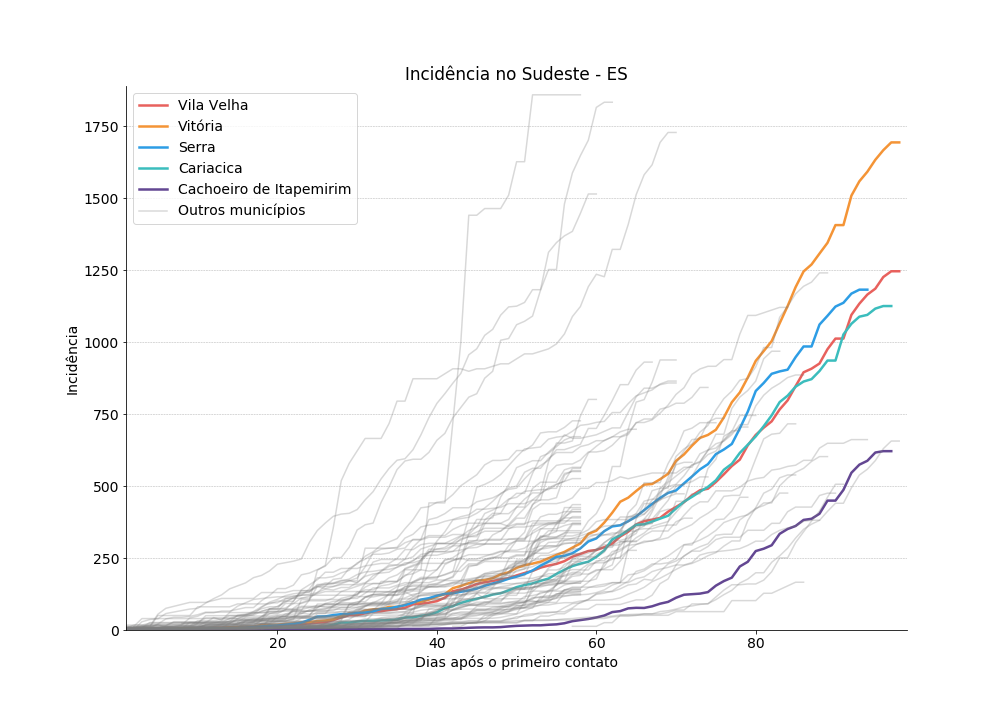 Incidência no Sudeste - ES
Vila Velha
Vitória
Serra
Cariacica
Cachoeiro de Itapemirim
Outros municípios
1750
1500
1250
1000
750
500
250
0
Incidência
20
40
60
80
Dias após o primeiro contato